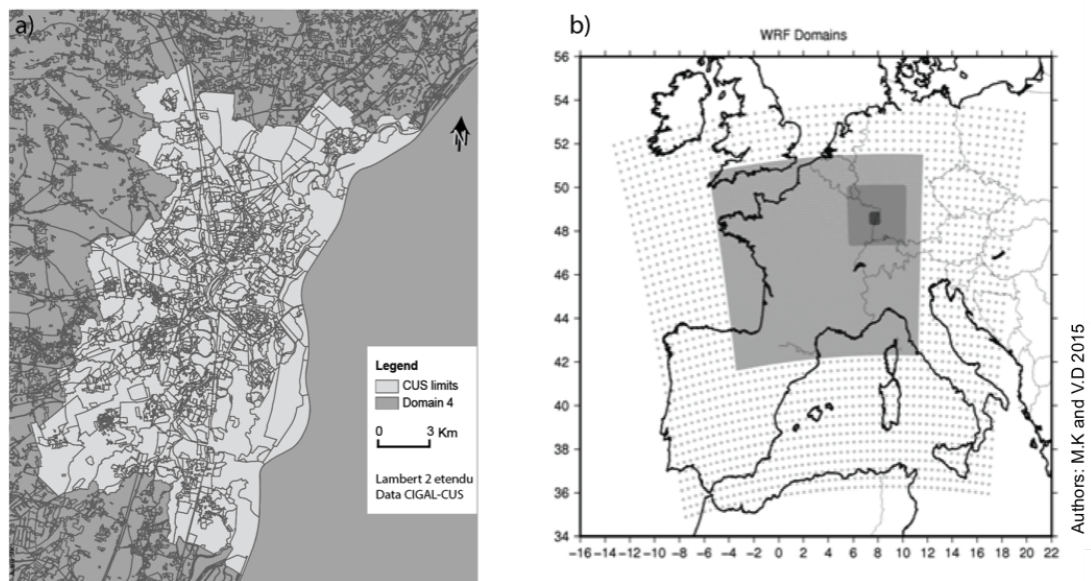 a)
Legend
CUS limits
Domain 4
0 3 Km
Lambert 2 etendu
Data CIGAL-CUS
b)
WRF Domains
56
54
52
50
48
46
44
42
40
38
36
34
-16 -14 -12 -10 -8 -6 -4 -2 0 2 4 6 8 10 12 14 16 18 20 22
Authors: M.K and V.D 2015